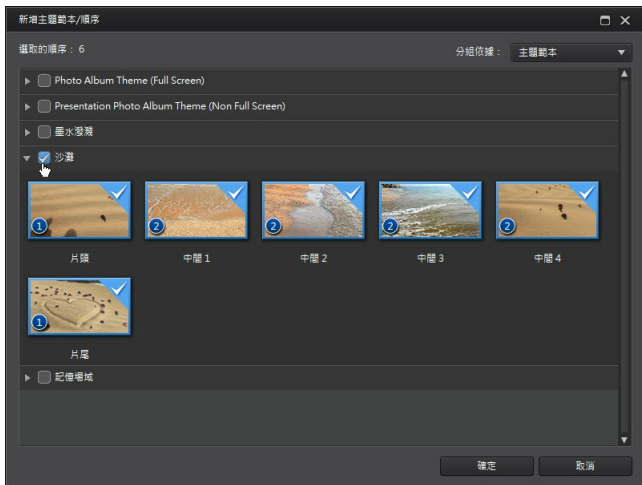 新增主題範本/順序
選取的順序：6
分組依據：
主題範本
Photo Album Theme (Full Screen)
Presentation Photo Album Theme (Non Full Screen)
墨水潑濺
沙灘
1 2 2 2 2
片頭 中間 1 中間 2 中間 3 中間 4
1
片尾
記憶場域
確定 取消